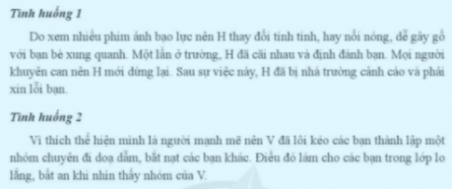 Tình huống 1
Do xem nhiều phim ảnh bạo lực nên H thay đổi tính tình, hay nổi nóng, dễ gây gổ
với bạn bè xung quanh. Một lần ở trường, H đã cãi nhau và định đánh bạn. Mọi người
khuyên can nên H mới dừng lại. Sau sự việc này, H đã bị nhà trường cảnh cáo và phải
xin lỗi bạn.
Tình huống 2
Vì thích thể hiện mình là người mạnh mẽ nên V đã lôi kéo các bạn thành lập một
nhóm chuyên đi doạ dẫm, bắt nạt các bạn khác. Điều đó làm cho các bạn trong lớp lo
lắng, bất an khi nhìn thấy nhóm của V.